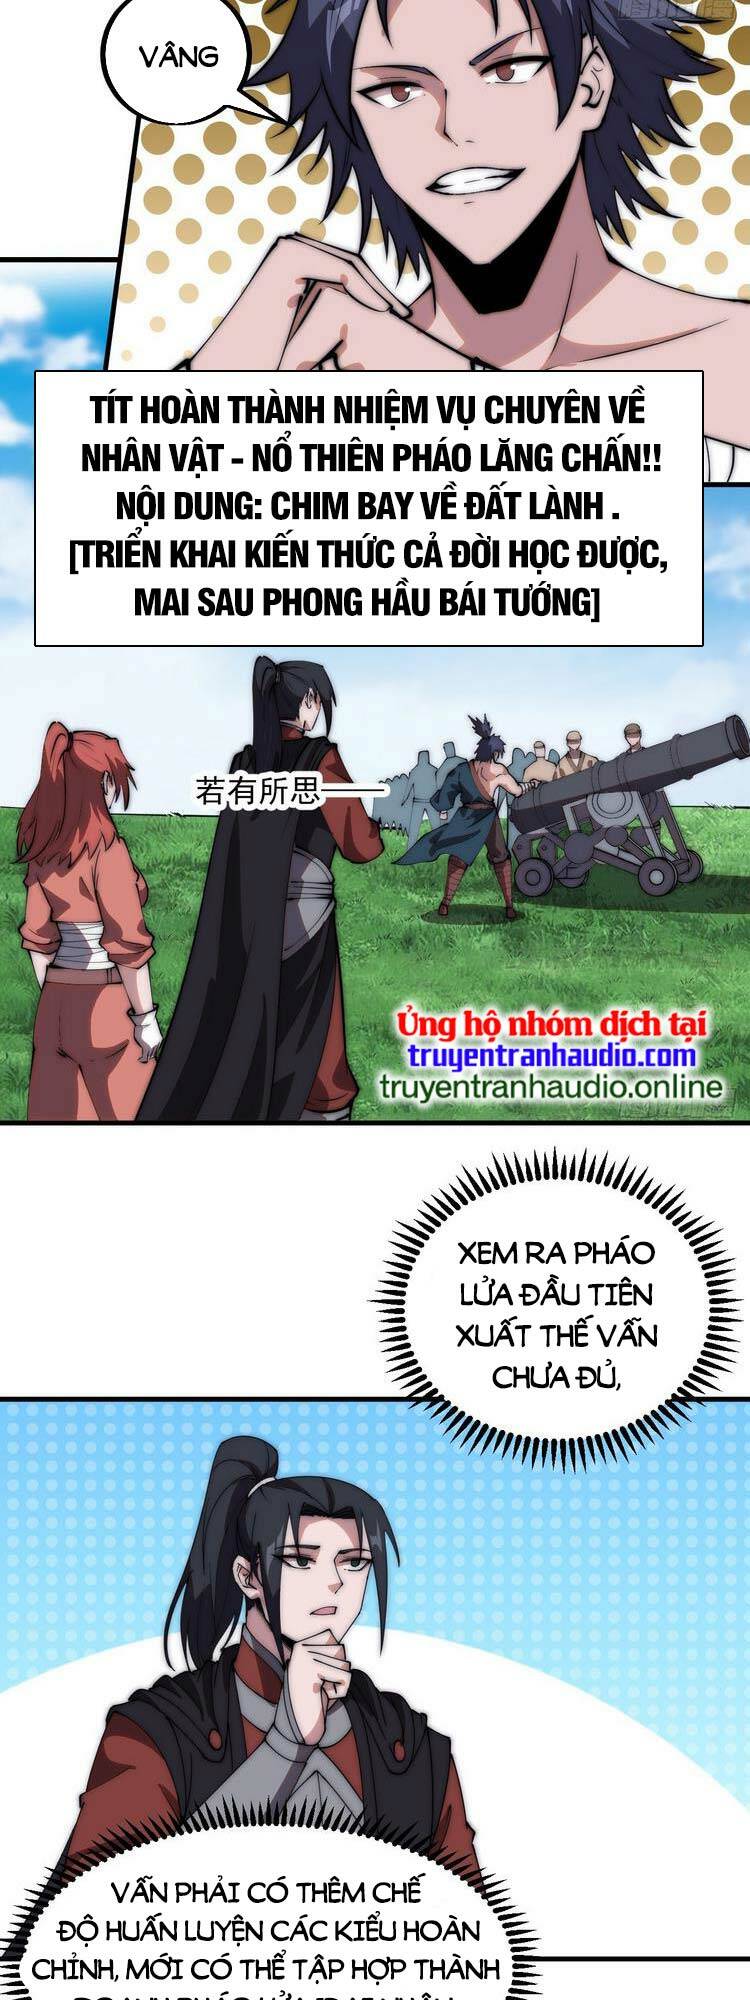 VÂNG
TÍT HOÀN THÀNH NHIỆM VỤ CHUYÊN VỀ
NHÂN VẬT - NỔ THIÊN PHÁO LĂNG CHẤN!!
NỘI DUNG: CHIM BAY VỀ ĐẤT LÀNH .
[TRIỂN KHAI KIẾN THỨC CẢ ĐỜI HỌC ĐƯỢC,
MAI SAU PHONG HẦU BÁI TƯỚNG]
若有所思——
Ủng hộ nhóm dịch tại
truyentranhaudio.com
truyentranhaudio.online
XEM RA PHÁO
LỬA ĐẦU TIÊN
XUẤT THẾ VẪN
CHƯA ĐỦ,
VẪN PHẢI CÓ THÊM CHẾ
ĐỘ HUẤN LUYỆN CÁC KIỂU HOÀN
CHỈNH, MỚI CÓ THỂ TẬP HỢP THÀNH